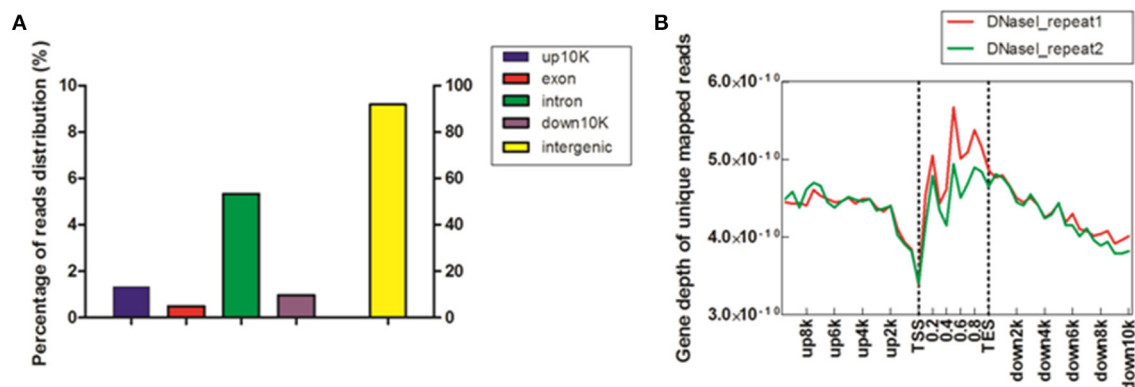 A
Percentage of reads distribution (%)
10
8
6
4
2
0
100
80
60
40
20
0
up10K
exon
intron
down10K
intergenic
B
DNaseI_repeat1
DNaseI_repeat2
Gene depth of unique mapped reads
6.0×10-10
5.0×10-10
4.0×10-10
3.0×10-10
up8k
up6k
up4k
up2k
TSS
0.2
0.4
0.6
0.8
TES
down2k
down4k
down6k
down8k
down10k